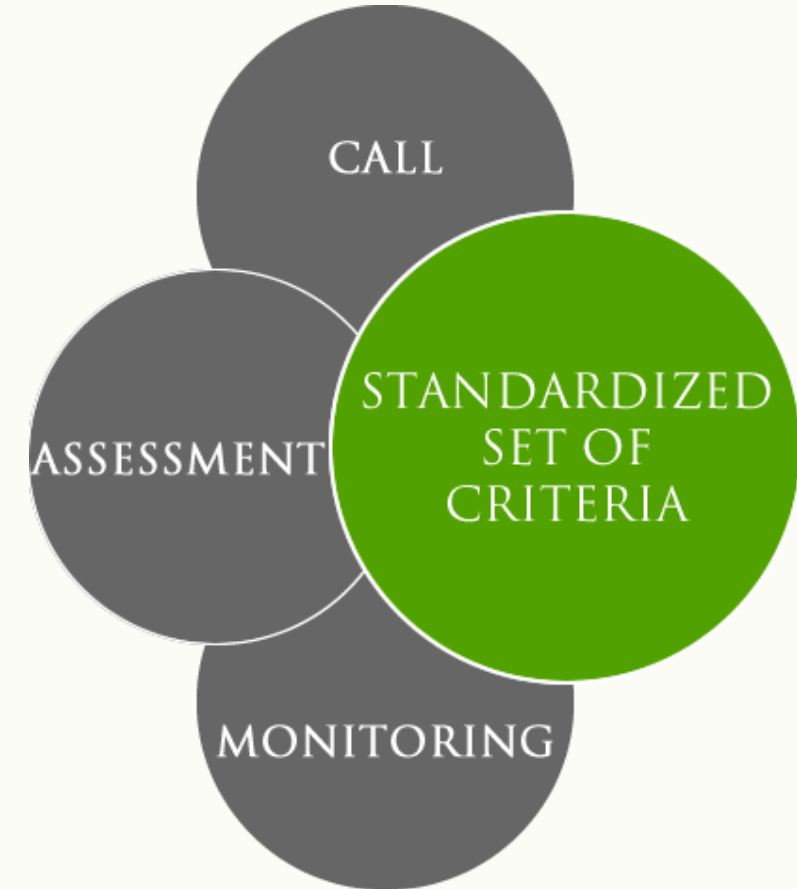 CALL
STANDARDIZED
SET OF
CRITERIA
ASSESSMENT
MONITORING